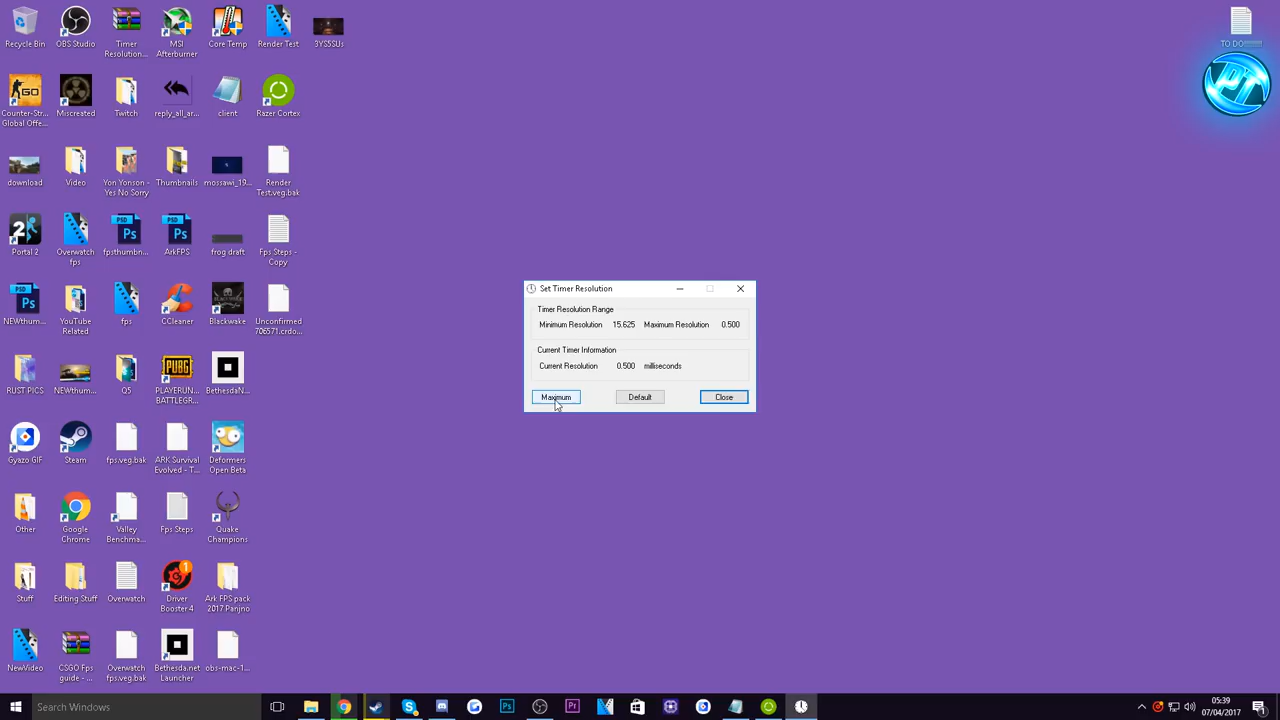 Recycle Bin
OBS Studio
Timer
Resolution...
MSI
Afterburner
Core Temp
Render Test
3YS5SUs
TO DO
Counter-Str...
Global Offe...
Miscreated
Twitch
reply_all_ar...
client
Razer Cortex
download
Video
Yon Yonson -
Yes No Sorry
Thumbnails
mossawi_19...
Render
Test.veg.bak
Portal 2
Overwatch
fps
fpsthumbn...
ArkFPS
frog draft
Fps Steps -
Copy
NEWthum...
YouTube
Related
fps
CCleaner
Blackwake
Unconfirmed
706571.crdo...
RUST PICS
NEWthum...
Q5
PLAYERUN...
BATTLEGR...
BethesdaN...
Gyazo GIF
Steam
fps.veg.bak
ARK Survival
Evolved - T...
Deformers
Open Beta
Other
Google
Chrome
Valley
Benchma...
Fps Steps
Quake
Champions
Stuff
Editing Stuff
Overwatch
Driver
Booster 4
Ark FPS pack
2017 Panjno
NewVideo
CSGO Fps
guide - ...
Overwatch
fps.veg.bak
Bethesda.net
Launcher
obs-mac-1...
Set Timer Resolution
Timer Resolution Range
Minimum Resolution 15.625 Maximum Resolution 0.500
Current Timer Information
Current Resolution 0.500 milliseconds
Maximum Default Close
Search Windows
05:39
07/04/2017